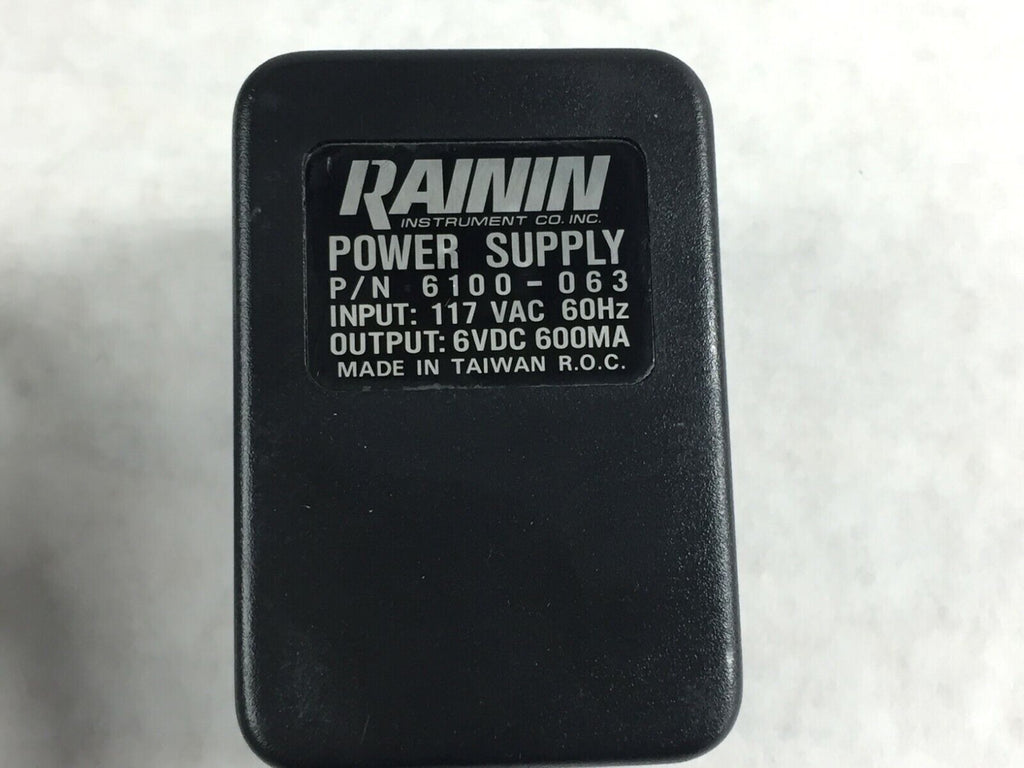 RAININ
INSTRUMENT CO. INC.
POWER SUPPLY
P/N 6100-063
INPUT: 117 VAC 60Hz
OUTPUT: 6VDC 600MA
MADE IN TAIWAN R.O.C.